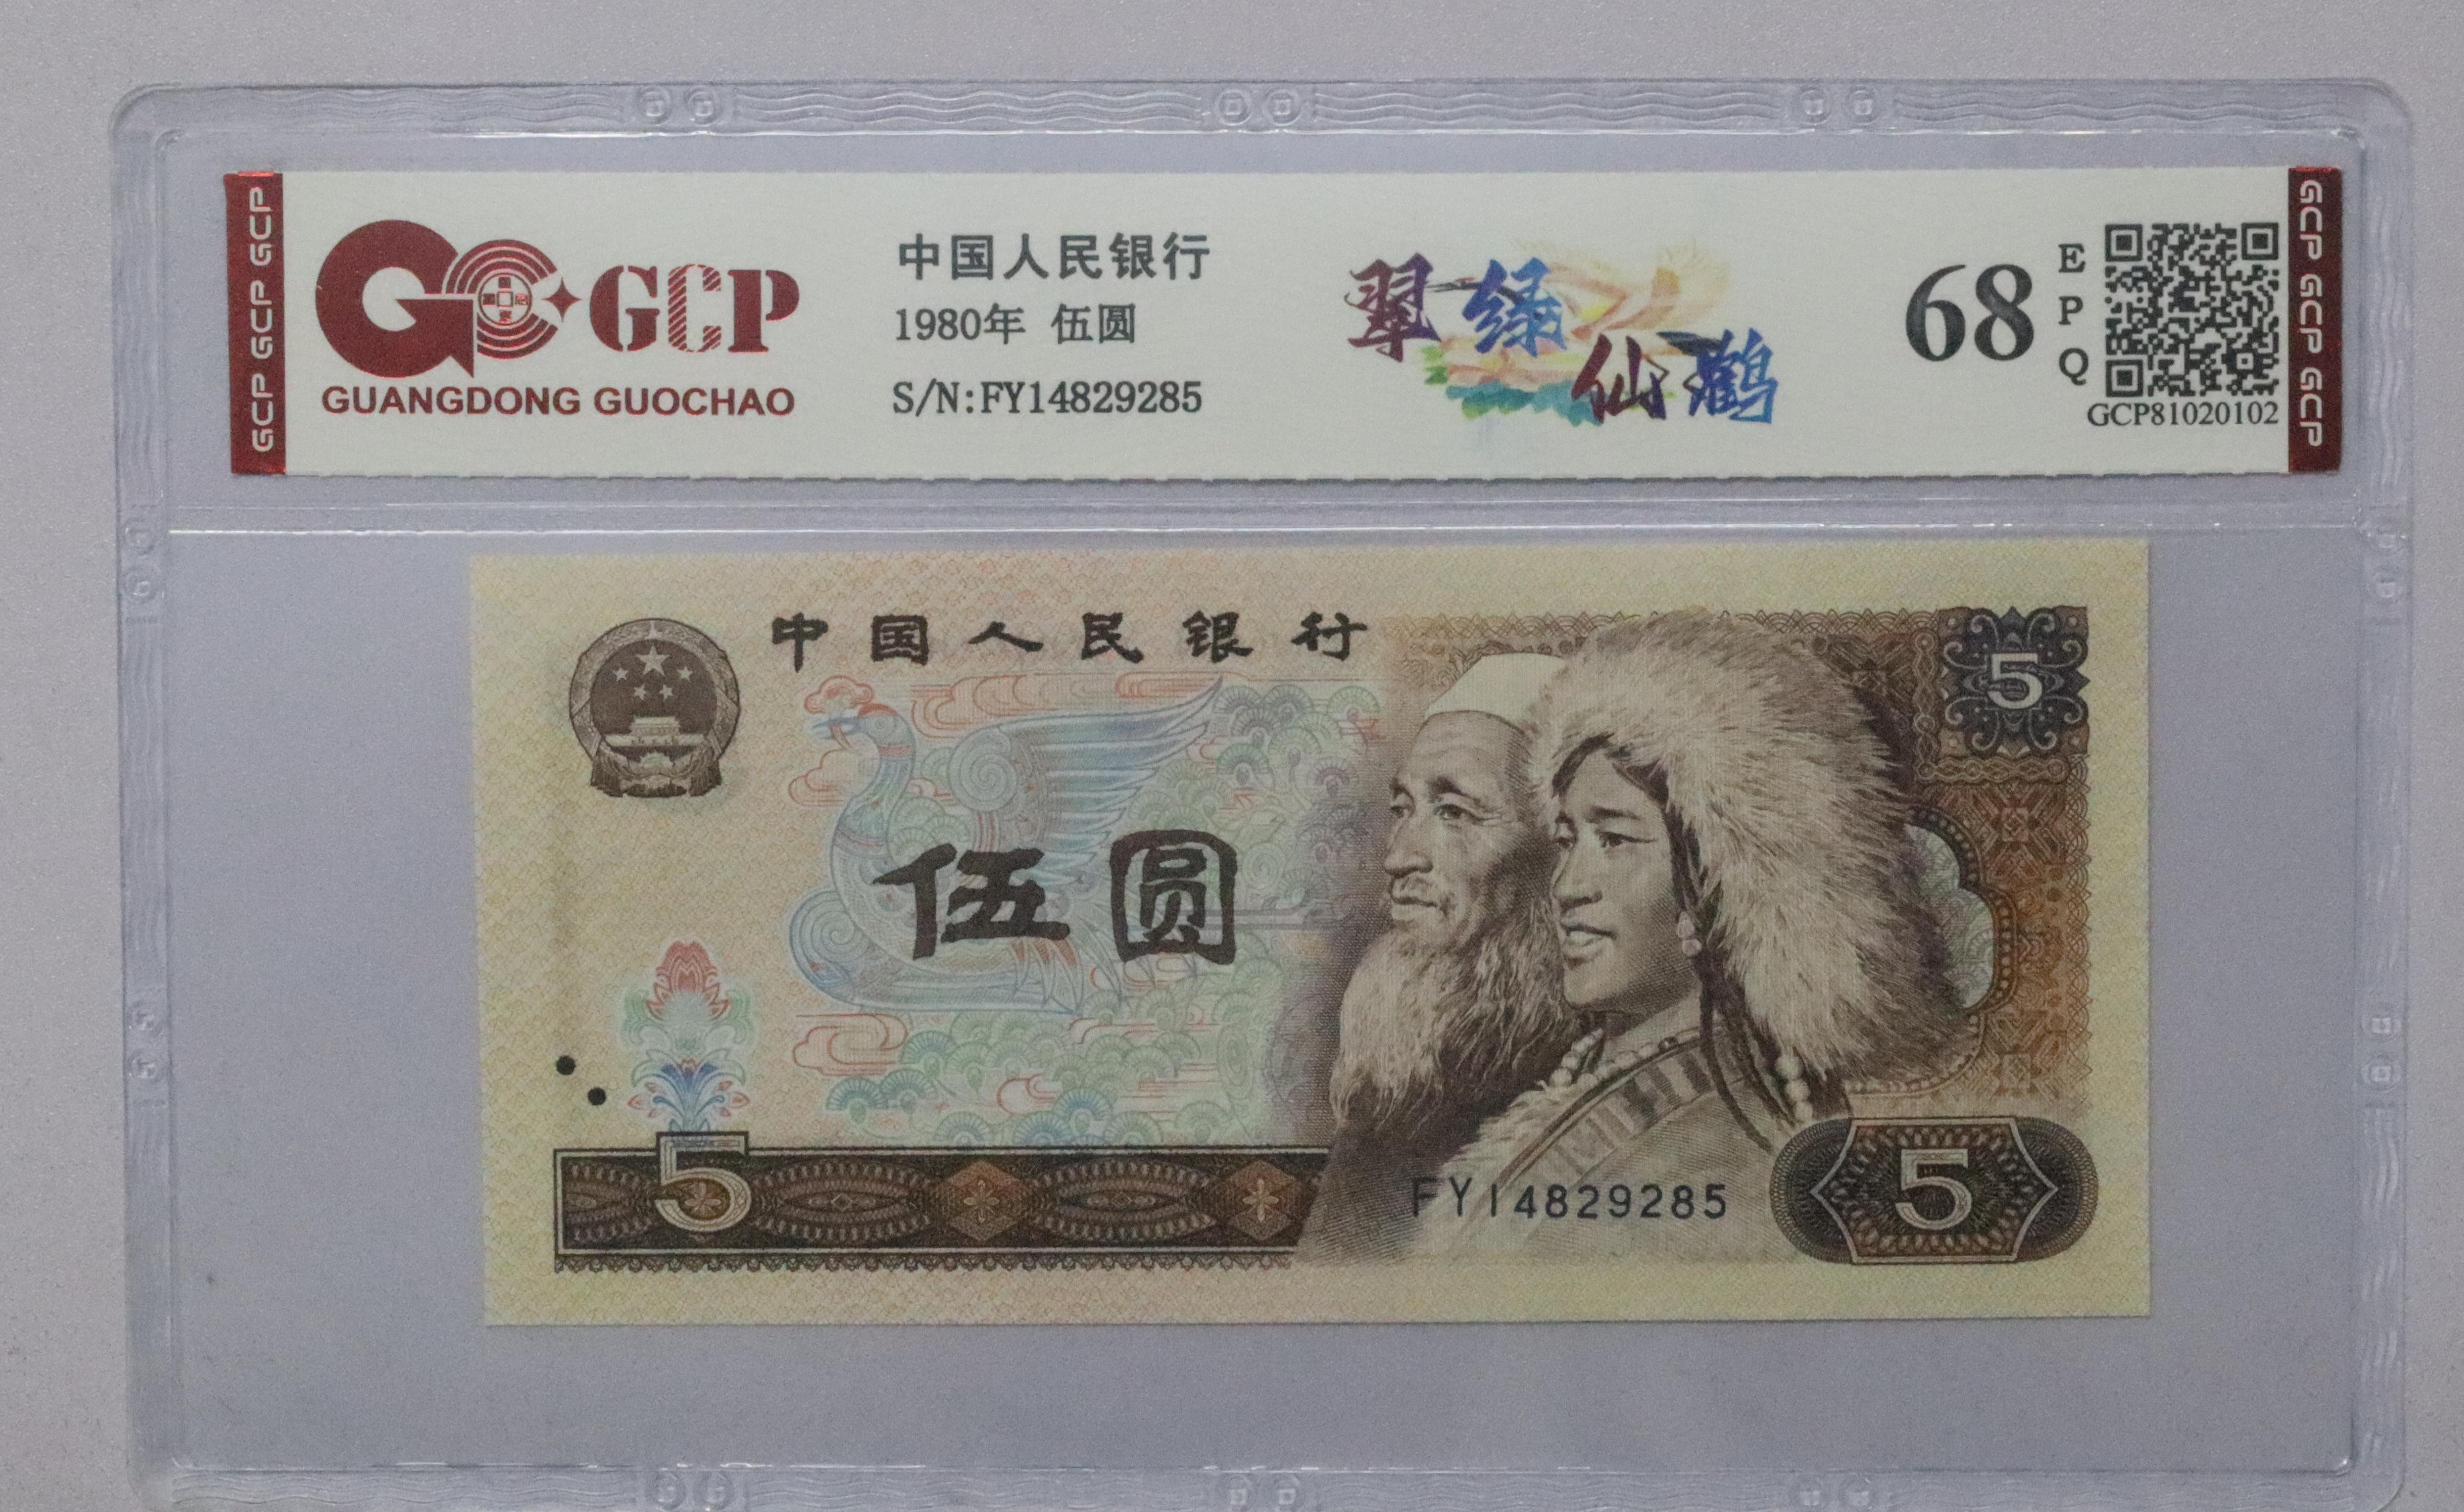 GCP GCP GCP
GCP
GUANGDONG GUOCHAO
中国人民银行
1980年 伍圆
S/N:FY14829285
翠绿
仙鹤
68
E
P
Q
GCP81020102
GCP GCP GCP
中国人民银行
5
伍圆
5
FY14829285
5